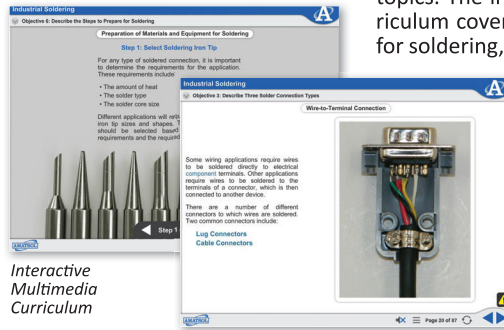 Industrial Soldering
Objective 6: Describe the Steps to Prepare for Soldering
Preparation of Materials and Equipment for Soldering
Step 1: Select Soldering Iron Tip
For any type of soldered connection, it is important
to determine the requirements for the application.
These requirements include
• The amount of heat
• The solder type
• The solder core size
Different applications will
iron tip sizes and shapes.
should be selected based
requirements and the
Step 1
AMATROL
topics. The
riculum cover
for soldering,
Industrial Soldering
Objective 3: Describe Three Solder Connection Types
Wire-to-Terminal Connection
Some wiring applications require wires
to be soldered directly to electrical
component terminals. Other applications
require wires to be soldered to the
terminals of a connector, which is then
connected to another device.
There are a number of different
connectors to which wires are soldered.
Two common connectors include:
Lug Connectors
Cable Connectors
AMATROL
Page 20 of 87
Interactive
Multimedia
Curriculum